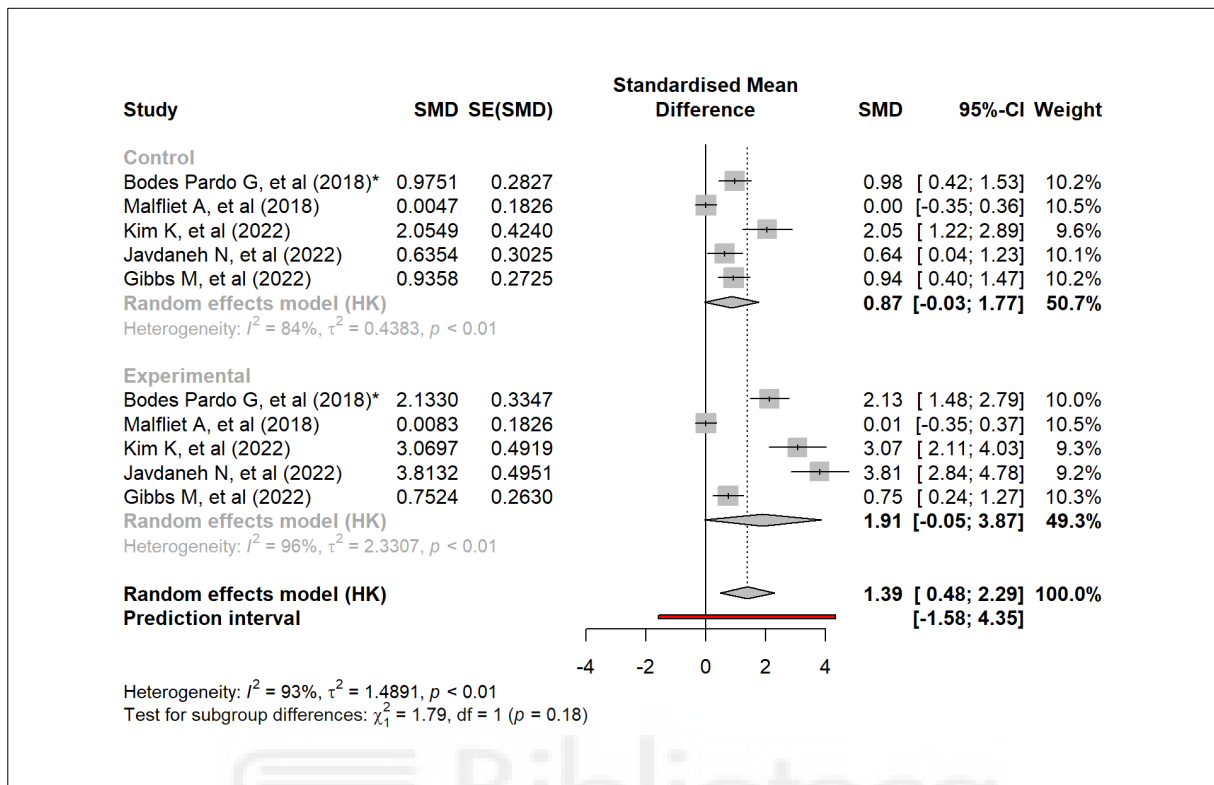 Standardised Mean
Study SMD SE(SMD) Difference SMD 95%-CI Weight
Control
Bodes Pardo G, et al (2018)* 0.9751 0.2827 0.98 [ 0.42; 1.53] 10.2%
Malfliet A, et al (2018) 0.0047 0.1826 0.00 [-0.35; 0.36] 10.5%
Kim K, et al (2022) 2.0549 0.4240 2.05 [ 1.22; 2.89] 9.6%
Javdaneh N, et al (2022) 0.6354 0.3025 0.64 [ 0.04; 1.23] 10.1%
Gibbs M, et al (2022) 0.9358 0.2725 0.94 [ 0.40; 1.47] 10.2%
Random effects model (HK) 0.87 [-0.03; 1.77] 50.7%
Heterogeneity: I² = 84%, τ² = 0.4383, p < 0.01
Experimental
Bodes Pardo G, et al (2018)* 2.1330 0.3347 2.13 [ 1.48; 2.79] 10.0%
Malfliet A, et al (2018) 0.0083 0.1826 0.01 [-0.35; 0.37] 10.5%
Kim K, et al (2022) 3.0697 0.4919 3.07 [ 2.11; 4.03] 9.3%
Javdaneh N, et al (2022) 3.8132 0.4951 3.81 [ 2.84; 4.78] 9.2%
Gibbs M, et al (2022) 0.7524 0.2630 0.75 [ 0.24; 1.27] 10.3%
Random effects model (HK) 1.91 [-0.05; 3.87] 49.3%
Heterogeneity: I² = 96%, τ² = 2.3307, p < 0.01
Random effects model (HK) 1.39 [ 0.48; 2.29] 100.0%
Prediction interval [-1.58; 4.35]
-4 -2 0 2 4
Heterogeneity: I² = 93%, τ² = 1.4891, p < 0.01
Test for subgroup differences: χ₁² = 1.79, df = 1 (p = 0.18)
Biblioteca